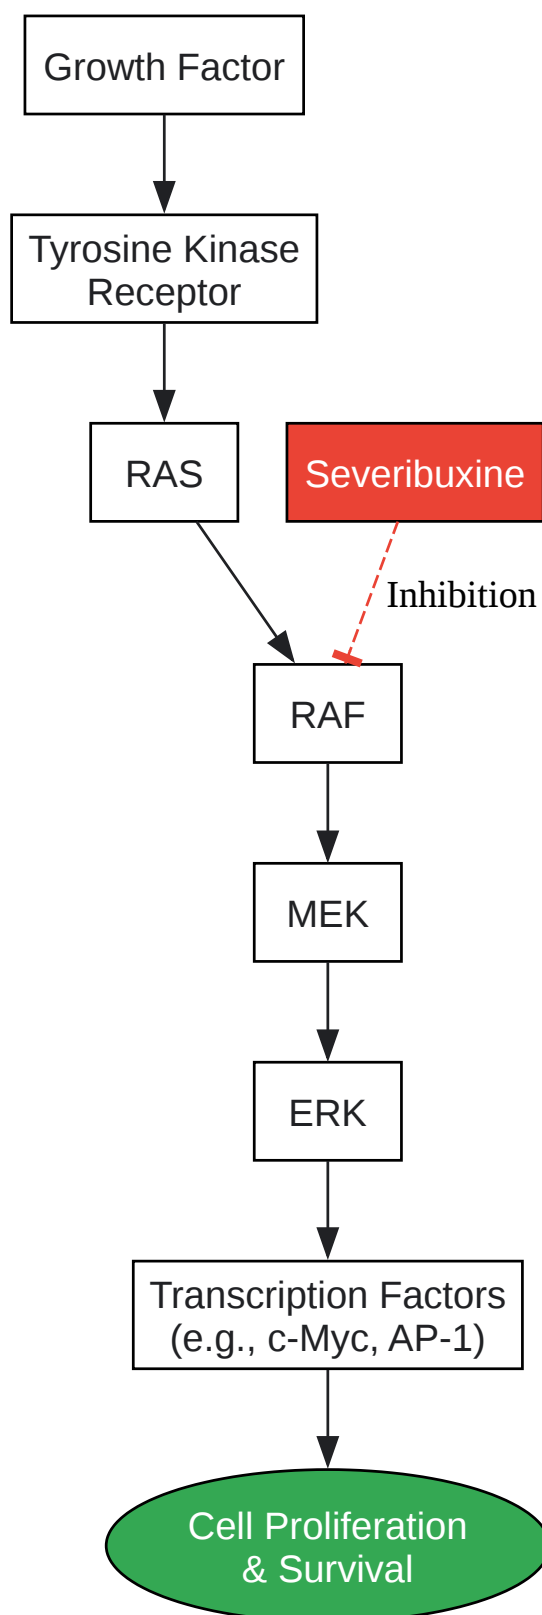 Growth Factor
Tyrosine Kinase
Receptor
RAS
Severibuxine
Inhibition
RAF
MEK
ERK
Transcription Factors
(e.g., c-Myc, AP-1)
Cell Proliferation
& Survival